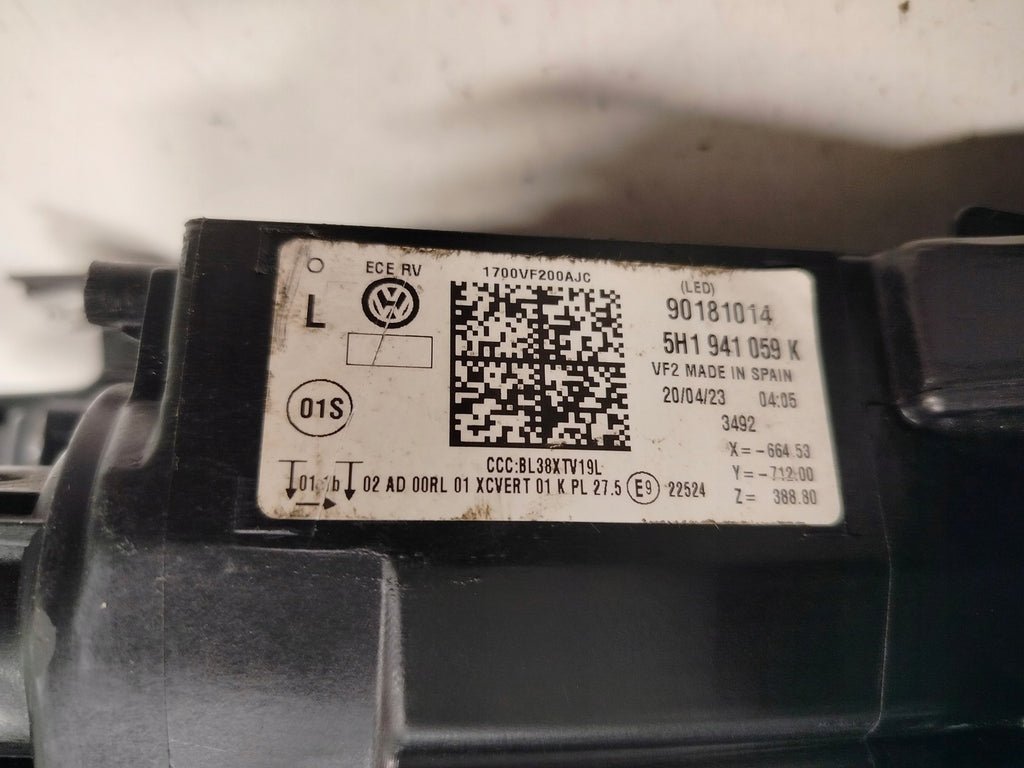 ECE RV
L
01S
1700VF200AJC
(LED)
90181014
5H1 941 059 K
VF2 MADE IN SPAIN
20/04/23 04:05
3492
X= -664.53
Y= -712.00
Z= 388.80
CCC:BL38XTV19L
02 AD 00RL 01 XCVERT 01 K PL 27.5 E9 22524